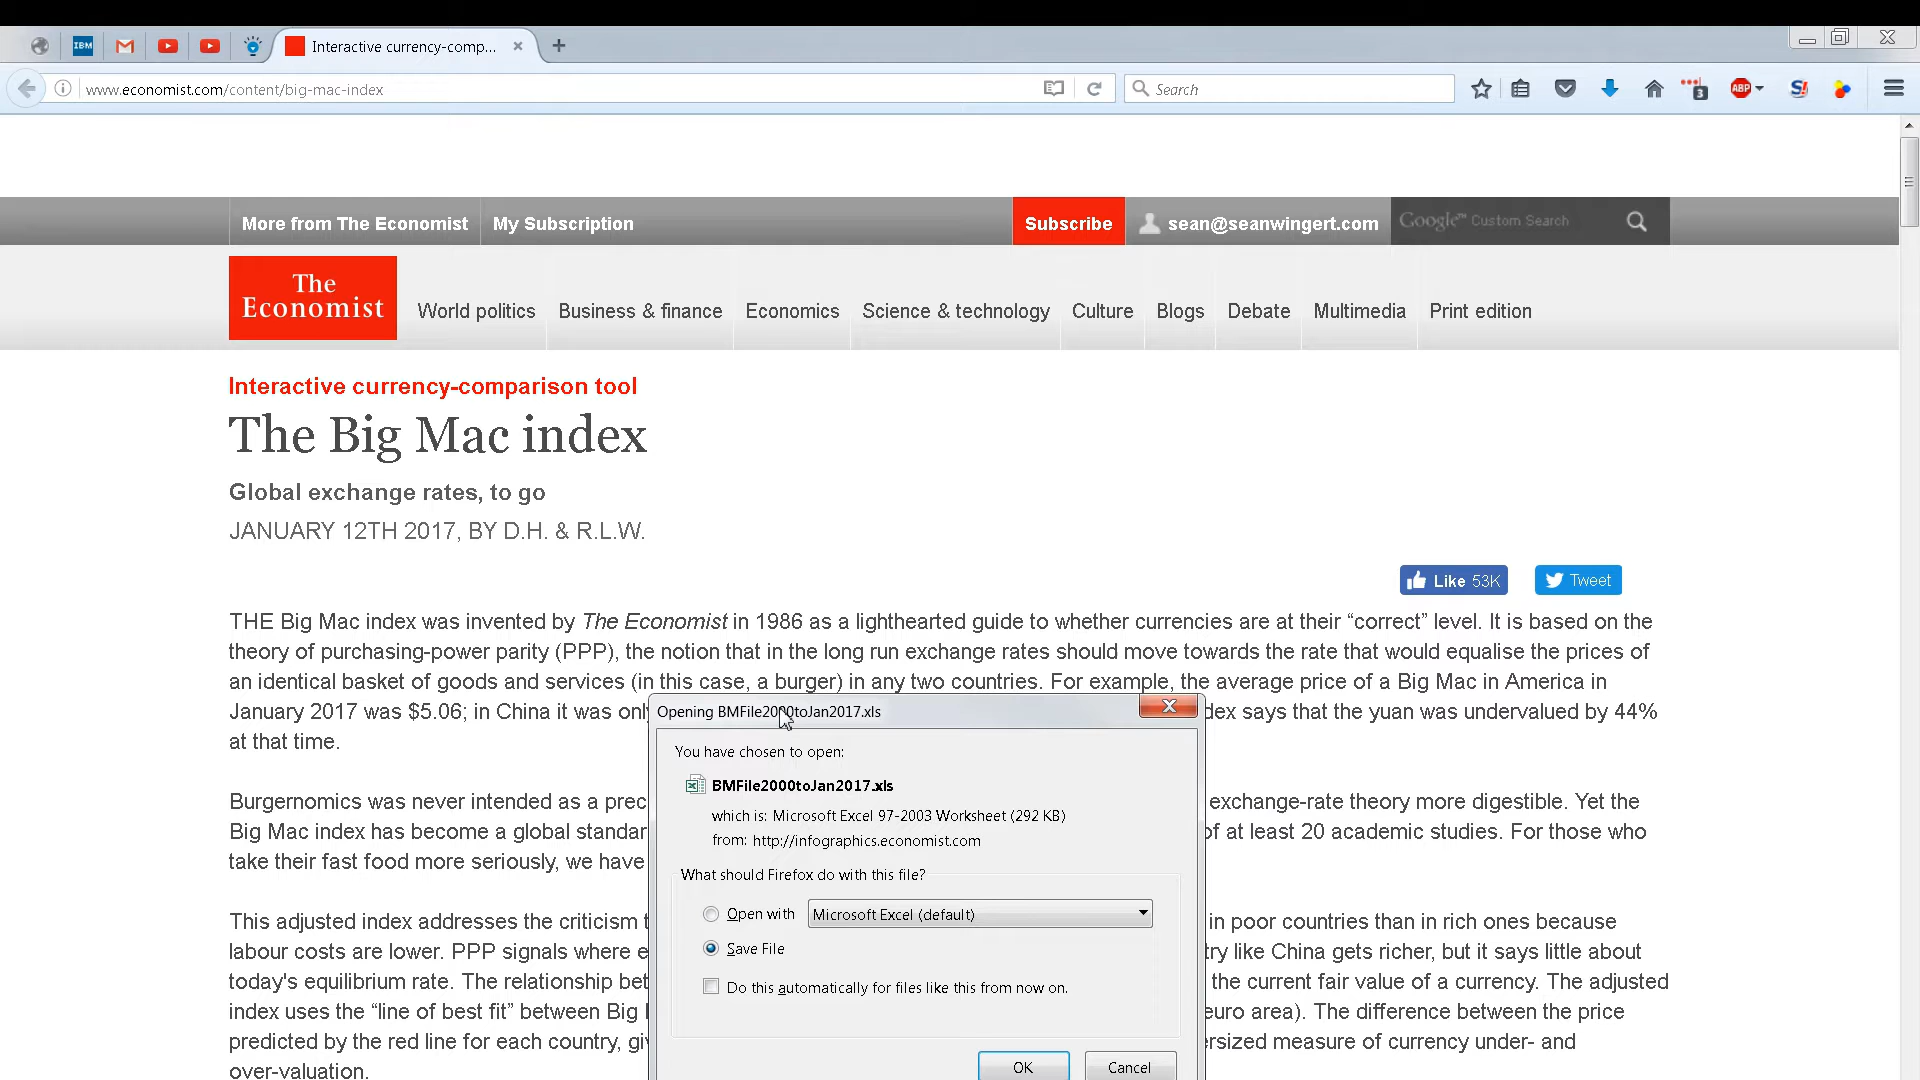 IBM
Interactive currency-comp...
www.economist.com/content/big-mac-index
Search
3
ABP
S!
More from The Economist
My Subscription
Subscribe
sean@seanwingert.com
Google™ Custom Search
The
Economist
World politics
Business & finance
Economics
Science & technology
Culture
Blogs
Debate
Multimedia
Print edition
Interactive currency-comparison tool
The Big Mac index
Global exchange rates, to go
JANUARY 12TH 2017, BY D.H. & R.L.W.
Like 53K
Tweet
THE Big Mac index was invented by The Economist in 1986 as a lighthearted guide to whether currencies are at their “correct” level. It is based on the
theory of purchasing-power parity (PPP), the notion that in the long run exchange rates should move towards the rate that would equalise the prices of
an identical basket of goods and services (in this case, a burger) in any two countries. For example, the average price of a Big Mac in America in
January 2017 was $5.06; in China it was only
dex says that the yuan was undervalued by 44%
at that time.
Burgernomics was never intended as a prec
exchange-rate theory more digestible. Yet the
Big Mac index has become a global standar
of at least 20 academic studies. For those who
take their fast food more seriously, we have
This adjusted index addresses the criticism t
in poor countries than in rich ones because
labour costs are lower. PPP signals where e
try like China gets richer, but it says little about
today's equilibrium rate. The relationship bet
the current fair value of a currency. The adjusted
index uses the “line of best fit” between Big
euro area). The difference between the price
predicted by the red line for each country, gi
rsized measure of currency under- and
over-valuation.
Opening BMFile2000toJan2017.xls
You have chosen to open:
BMFile2000toJan2017.xls
which is: Microsoft Excel 97-2003 Worksheet (292 KB)
from: http://infographics.economist.com
What should Firefox do with this file?
Open with
Microsoft Excel (default)
Save File
Do this automatically for files like this from now on.
OK
Cancel